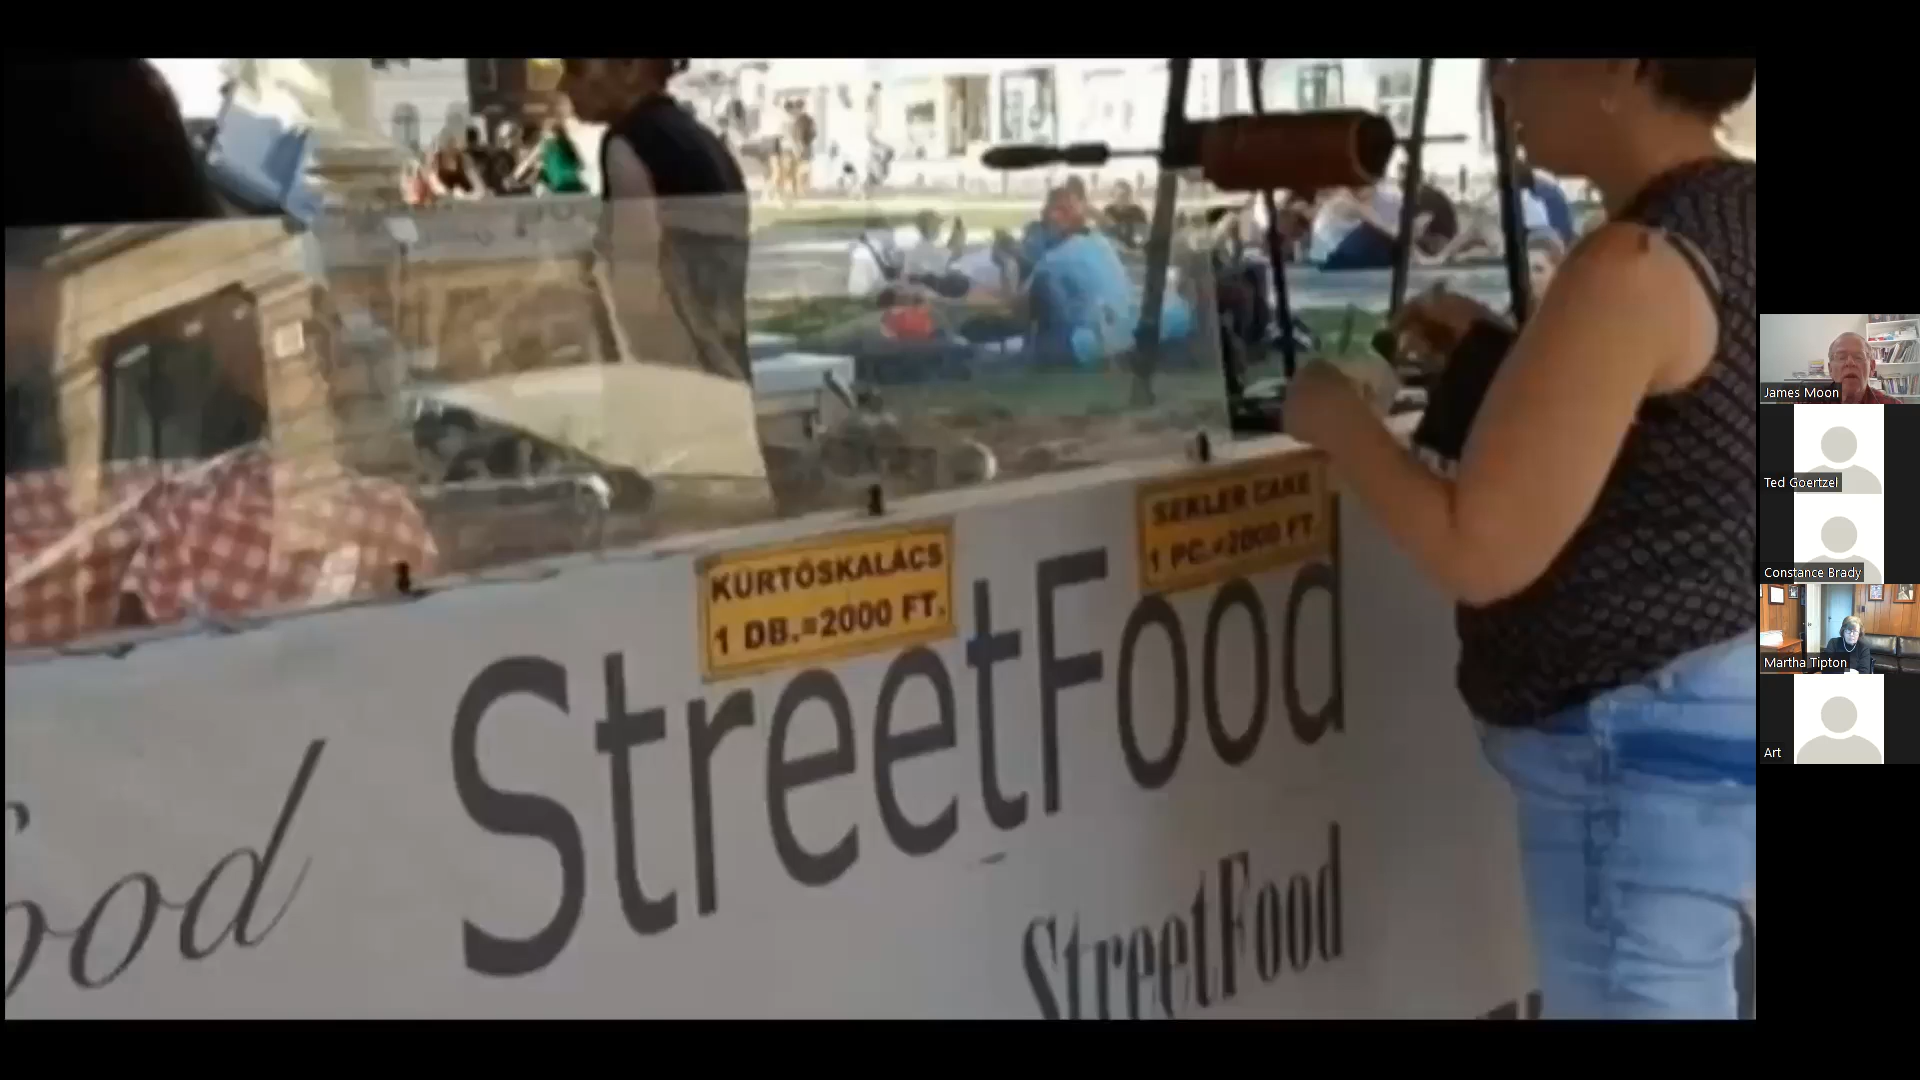 KÜRTÖSKALÁCS
1 DB.=2000 FT.
SEKLER CAKE
1 PC.=2000 FT.
StreetFood
ood
StreetFood
James Moon
Ted Goertzel
Constance Brady
Martha Tipton
Art